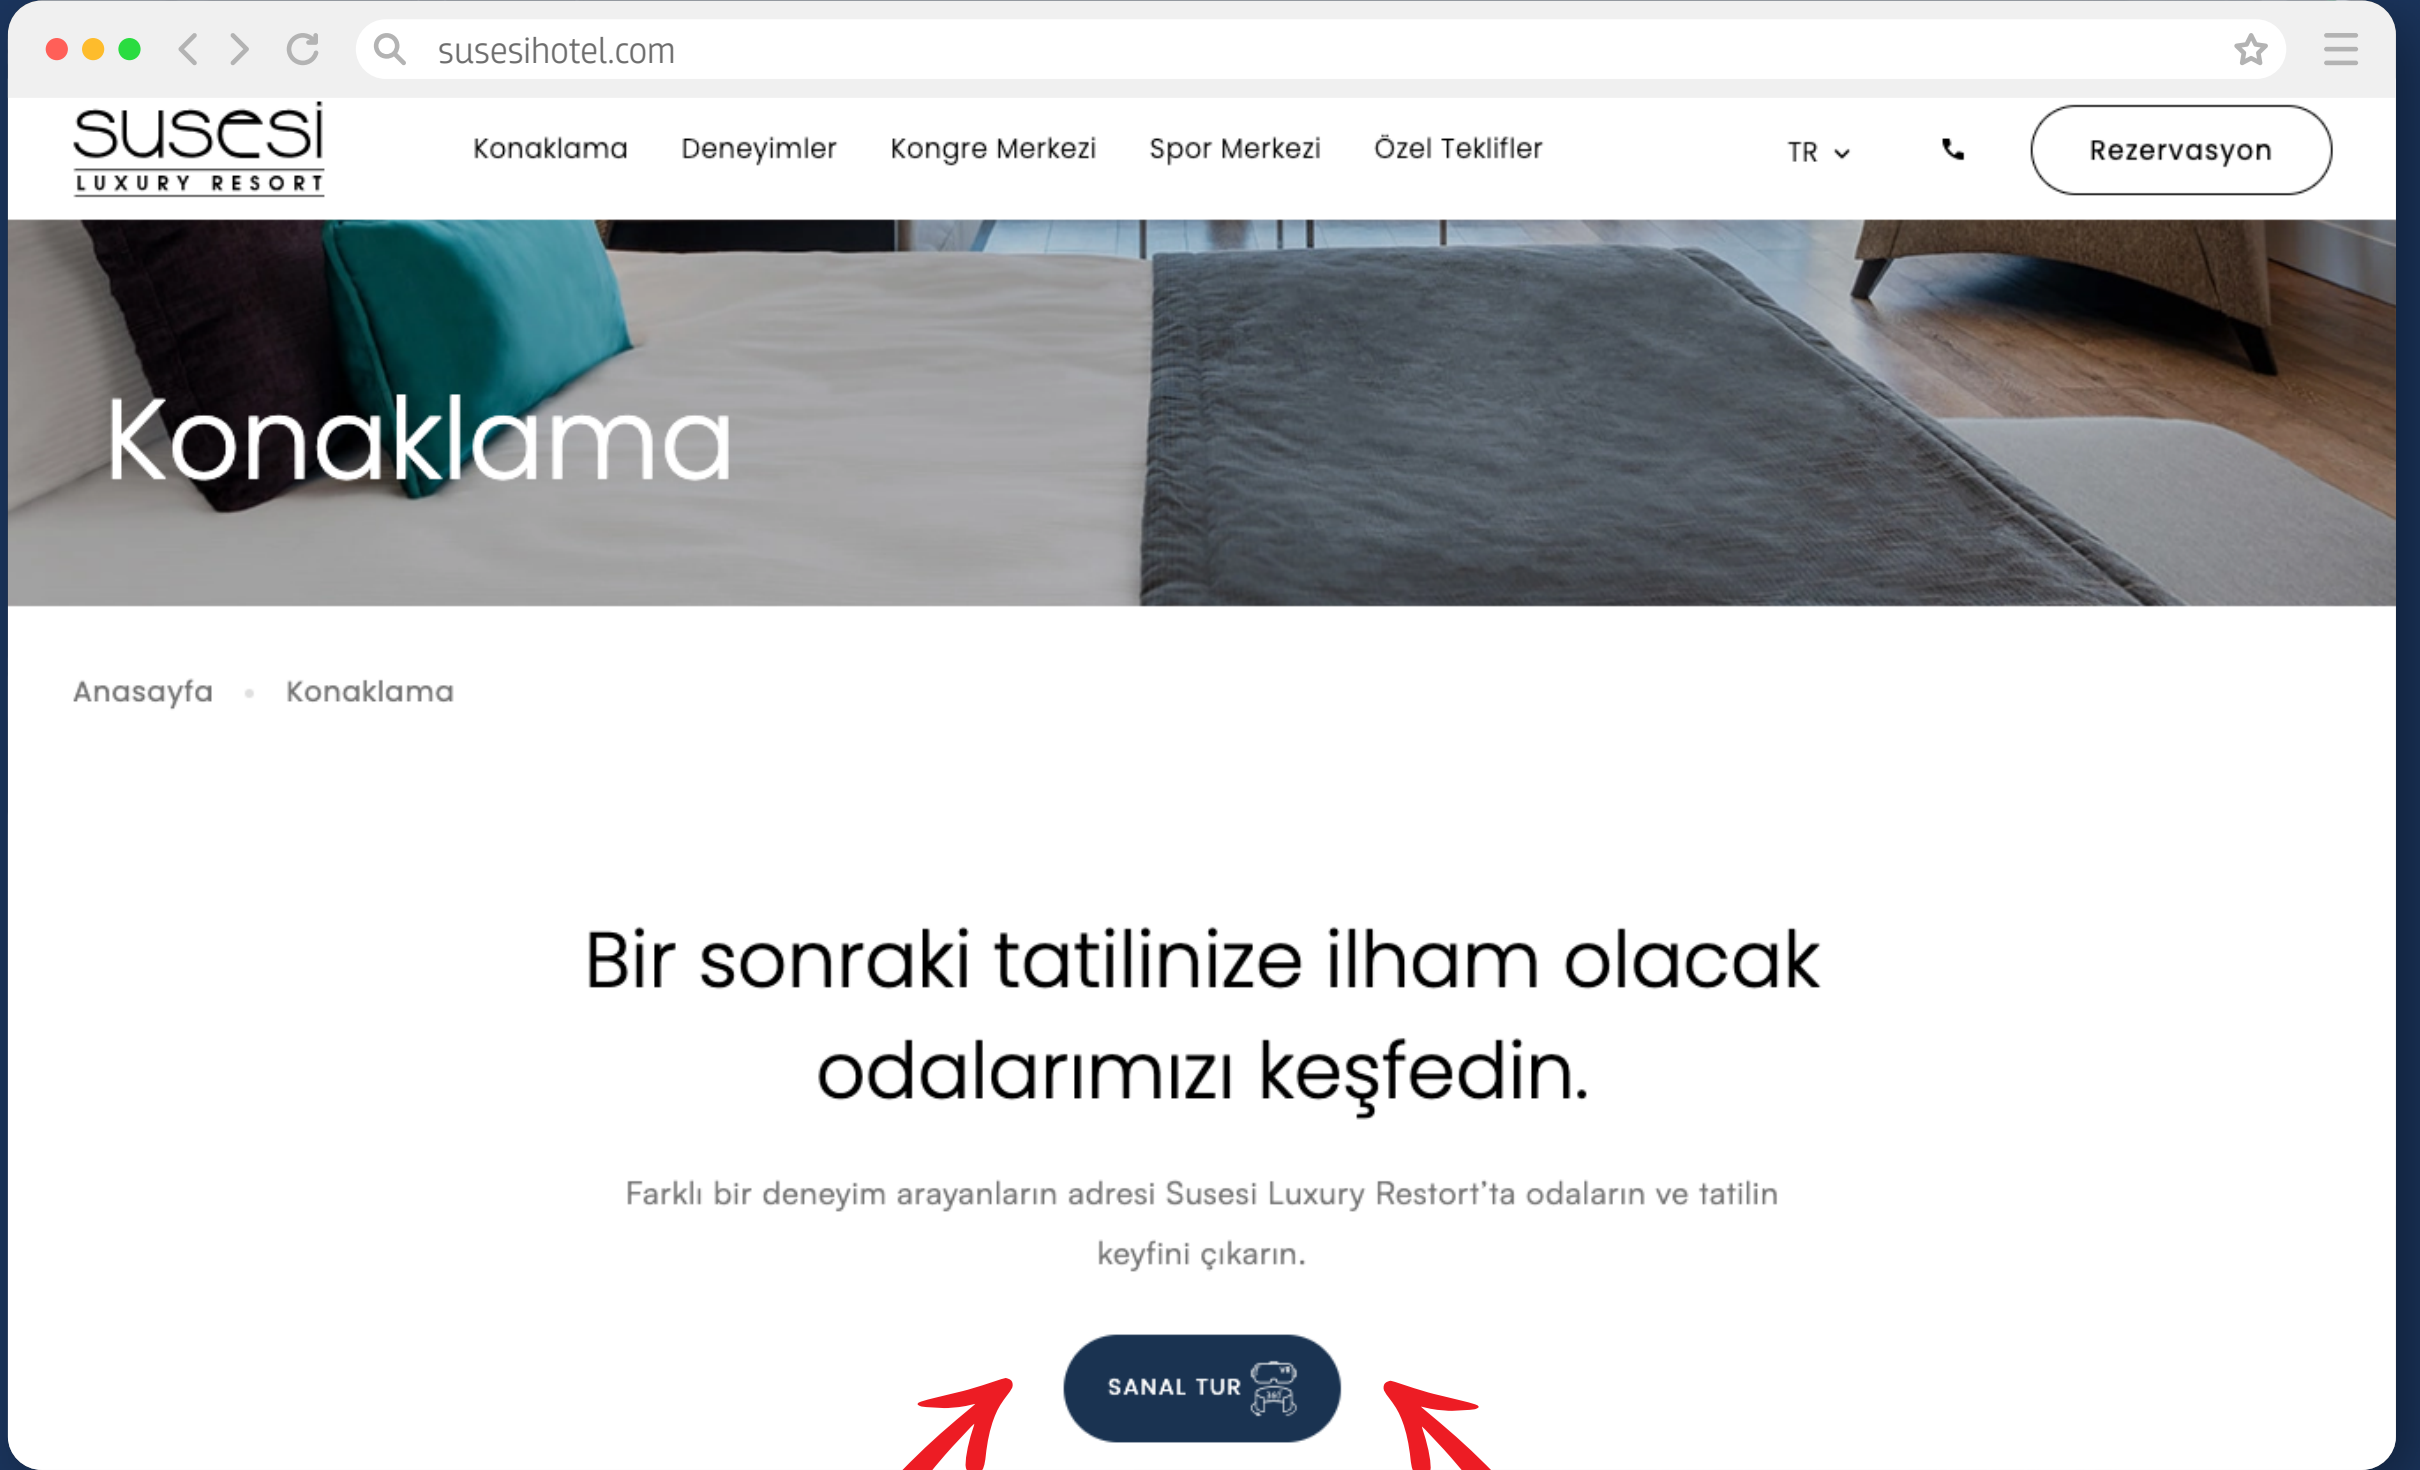 susesihotel.com
susesi
LUXURY RESORT
Konaklama Deneyimler Kongre Merkezi Spor Merkezi Özel Teklifler TR Rezervasyon
Konaklama
Anasayfa • Konaklama
Bir sonraki tatilinize ilham olacak
odalarımızı keşfedin.
Farklı bir deneyim arayanların adresi Susesi Luxury Restort'ta odaların ve tatilin
keyfini çıkarın.
SANAL TUR
VR
360